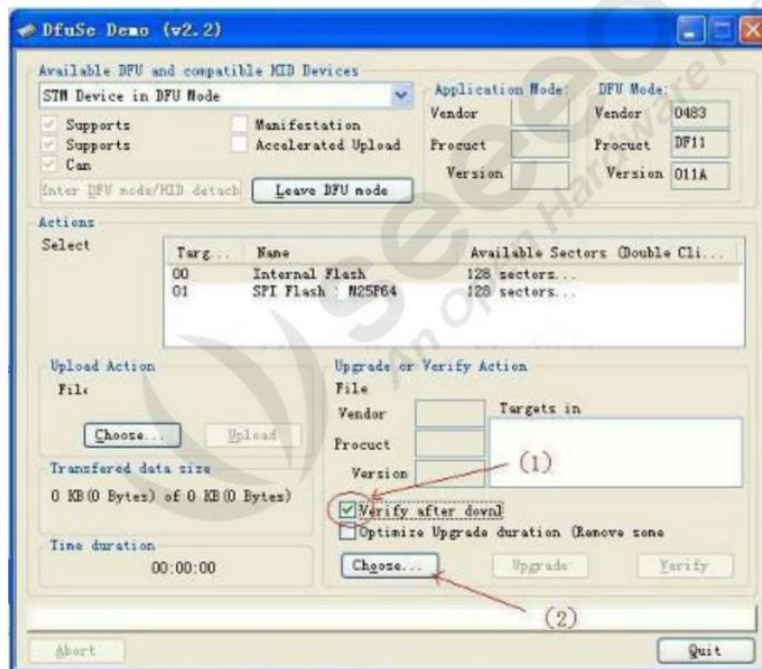 DfuSe Demo (v2.2)
Available DFU and compatible HID Devices
STM Device in DFU Mode
Supports
Manifestation
Supports
Accelerated Upload
Can
Enter DFU mode/HID detach
Leave DFU mode
Application Mode:
Vendor
Procuct
Version
DFU Mode:
Vendor 0483
Procuct DF11
Version 011A
Actions
Select
Targ... Name Available Sectors (Double Cli...
00 Internal Flash 128 sectors...
01 SPI Flash : M25P64 128 sectors...
Upload Action
File
Choose... Upload
Transfered data size
0 KB(0 Bytes) of 0 KB(0 Bytes)
Time duration
00:00:00
Upgrade or Verify Action
File
Vendor
Targets in
Procuct
Version
(1)
Verify after downl
Optimize Upgrade duration (Remove some
Choose... Upgrade Verify
(2)
Abort
Quit
seeed
An Open Hardware